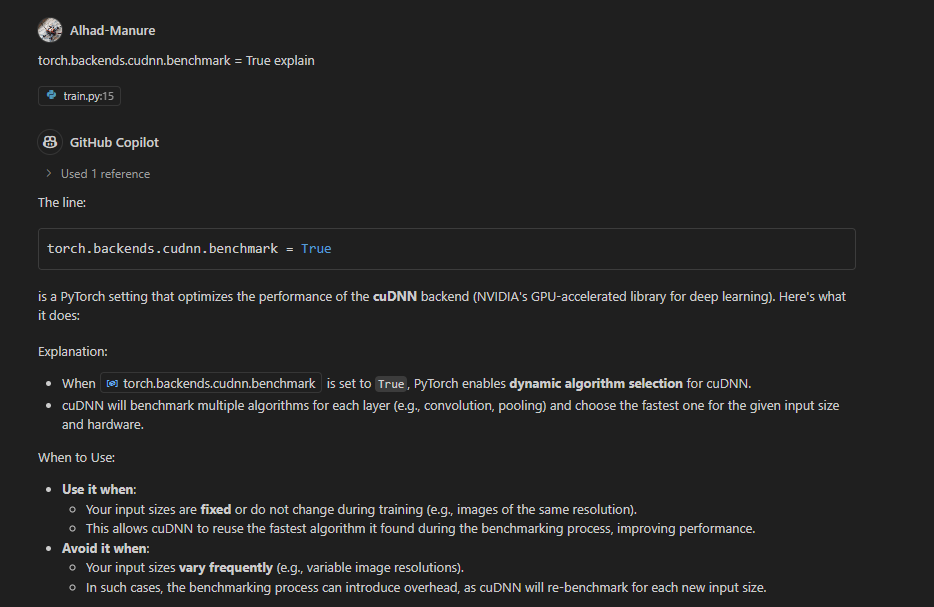 Alhad-Manure
torch.backends.cudnn.benchmark = True explain
train.py:15
GitHub Copilot
Used 1 reference
The line:
torch.backends.cudnn.benchmark = True
is a PyTorch setting that optimizes the performance of the cuDNN backend (NVIDIA's GPU-accelerated library for deep learning). Here's what
it does:
Explanation:
• When torch.backends.cudnn.benchmark is set to True, PyTorch enables dynamic algorithm selection for cuDNN.
• cuDNN will benchmark multiple algorithms for each layer (e.g., convolution, pooling) and choose the fastest one for the given input size
and hardware.
When to Use:
• Use it when:
○ Your input sizes are fixed or do not change during training (e.g., images of the same resolution).
○ This allows cuDNN to reuse the fastest algorithm it found during the benchmarking process, improving performance.
• Avoid it when:
○ Your input sizes vary frequently (e.g., variable image resolutions).
○ In such cases, the benchmarking process can introduce overhead, as cuDNN will re-benchmark for each new input size.